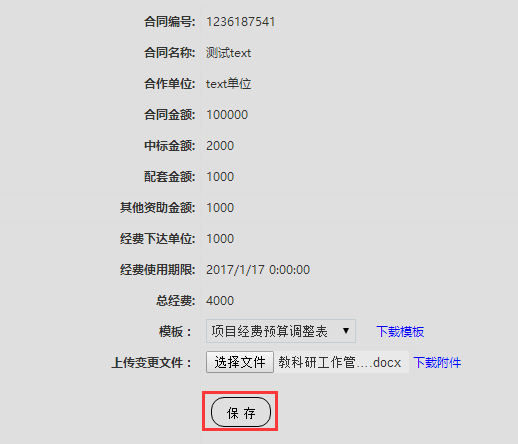 合同编号: 1236187541
合同名称: 测试text
合作单位: text单位
合同金额: 100000
中标金额: 2000
配套金额: 1000
其他资助金额: 1000
经费下达单位: 1000
经费使用期限: 2017/1/17 0:00:00
总经费: 4000
模板： 项目经费预算调整表 ▼ 下载模板
上传变更文件： 选择文件 教科研工作管….docx 下载附件
保 存